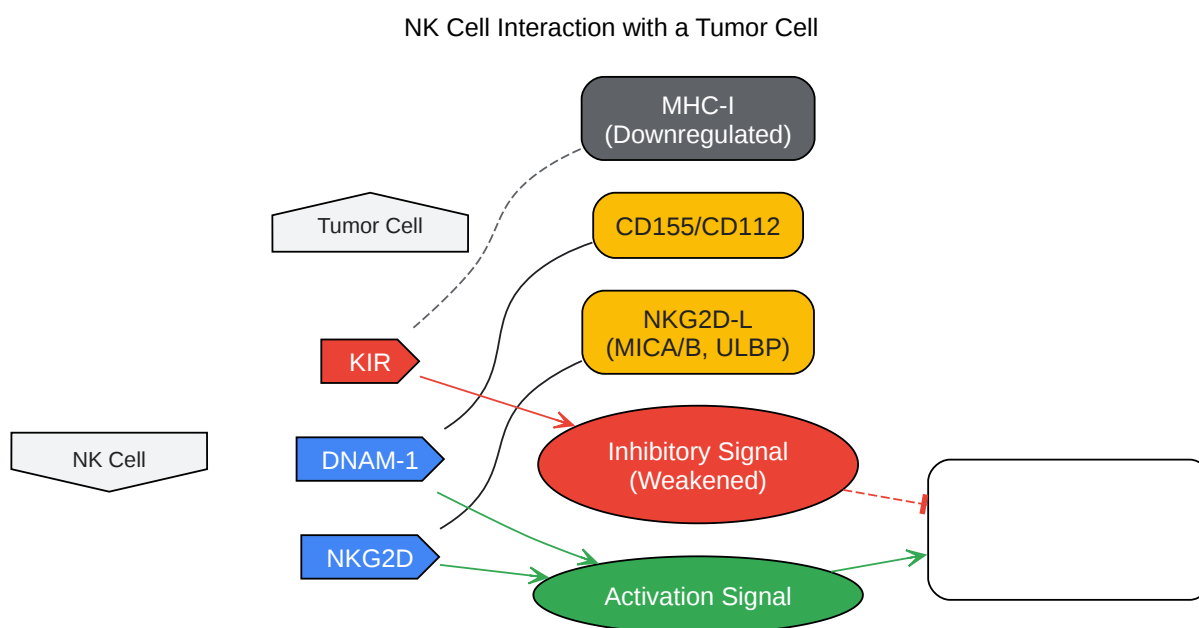 NK Cell Interaction with a Tumor Cell
MHC-I
(Downregulated)
Tumor Cell
CD155/CD112
NKG2D-L
(MICA/B, ULBP)
KIR
NK Cell
DNAM-1
Inhibitory Signal
(Weakened)
NKG2D
Activation Signal